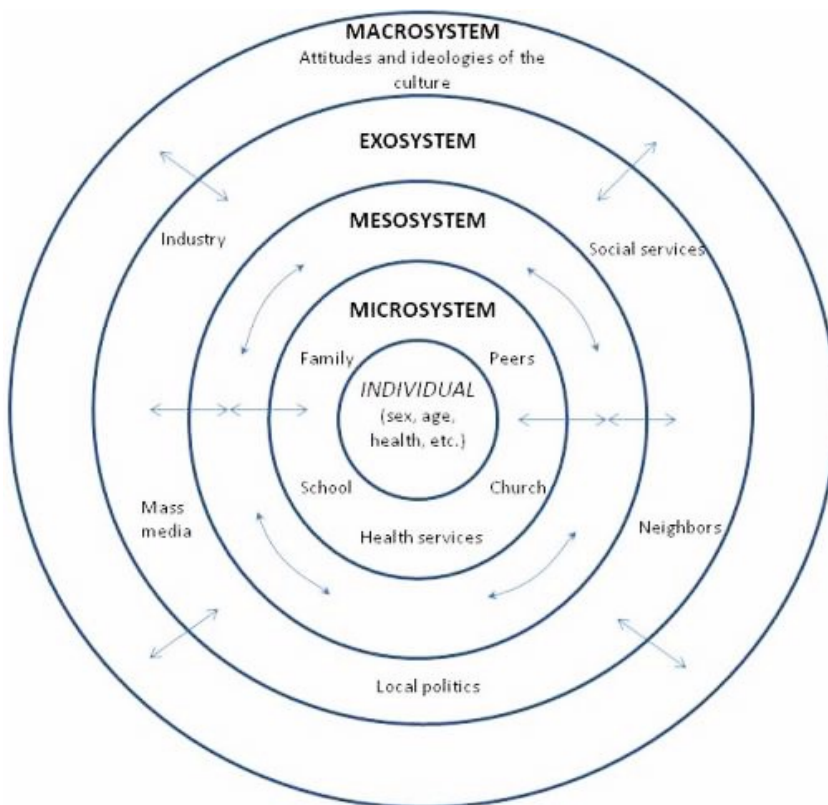 MACROSYSTEM
Attitudes and ideologies of the
culture
EXOSYSTEM
MESOSYSTEM
Industry
Social services
MICROSYSTEM
Family
Peers
INDIVIDUAL
(sex, age,
health, etc.)
School
Church
Mass
media
Health services
Neighbors
Local politics